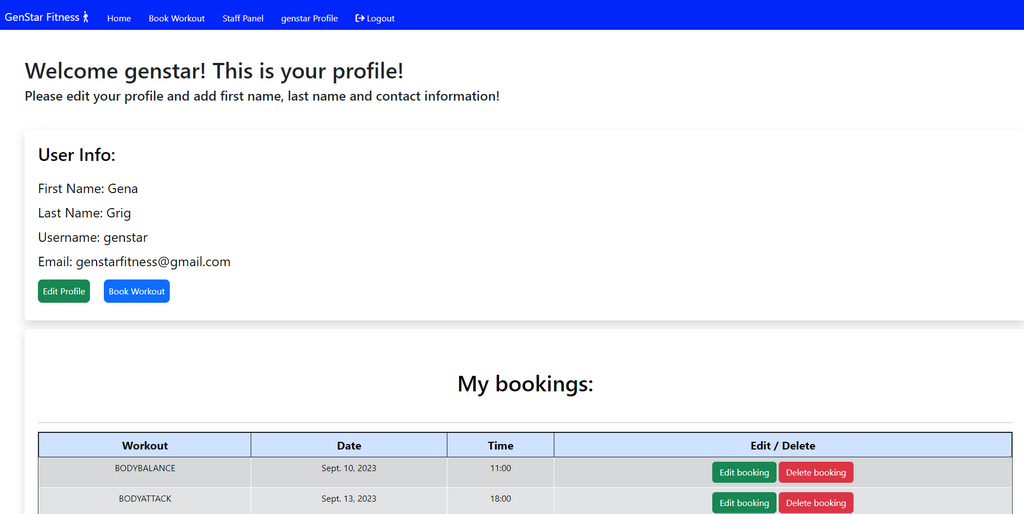 GenStar Fitness Home Book Workout Staff Panel genstar Profile Logout
Welcome genstar! This is your profile!
Please edit your profile and add first name, last name and contact information!
User Info:
First Name: Gena
Last Name: Grig
Username: genstar
Email: genstarfitness@gmail.com
Edit Profile Book Workout
My bookings:
Workout Date Time Edit / Delete
BODYBALANCE Sept. 10, 2023 11:00 Edit booking Delete booking
BODYATTACK Sept. 13, 2023 18:00 Edit booking Delete booking